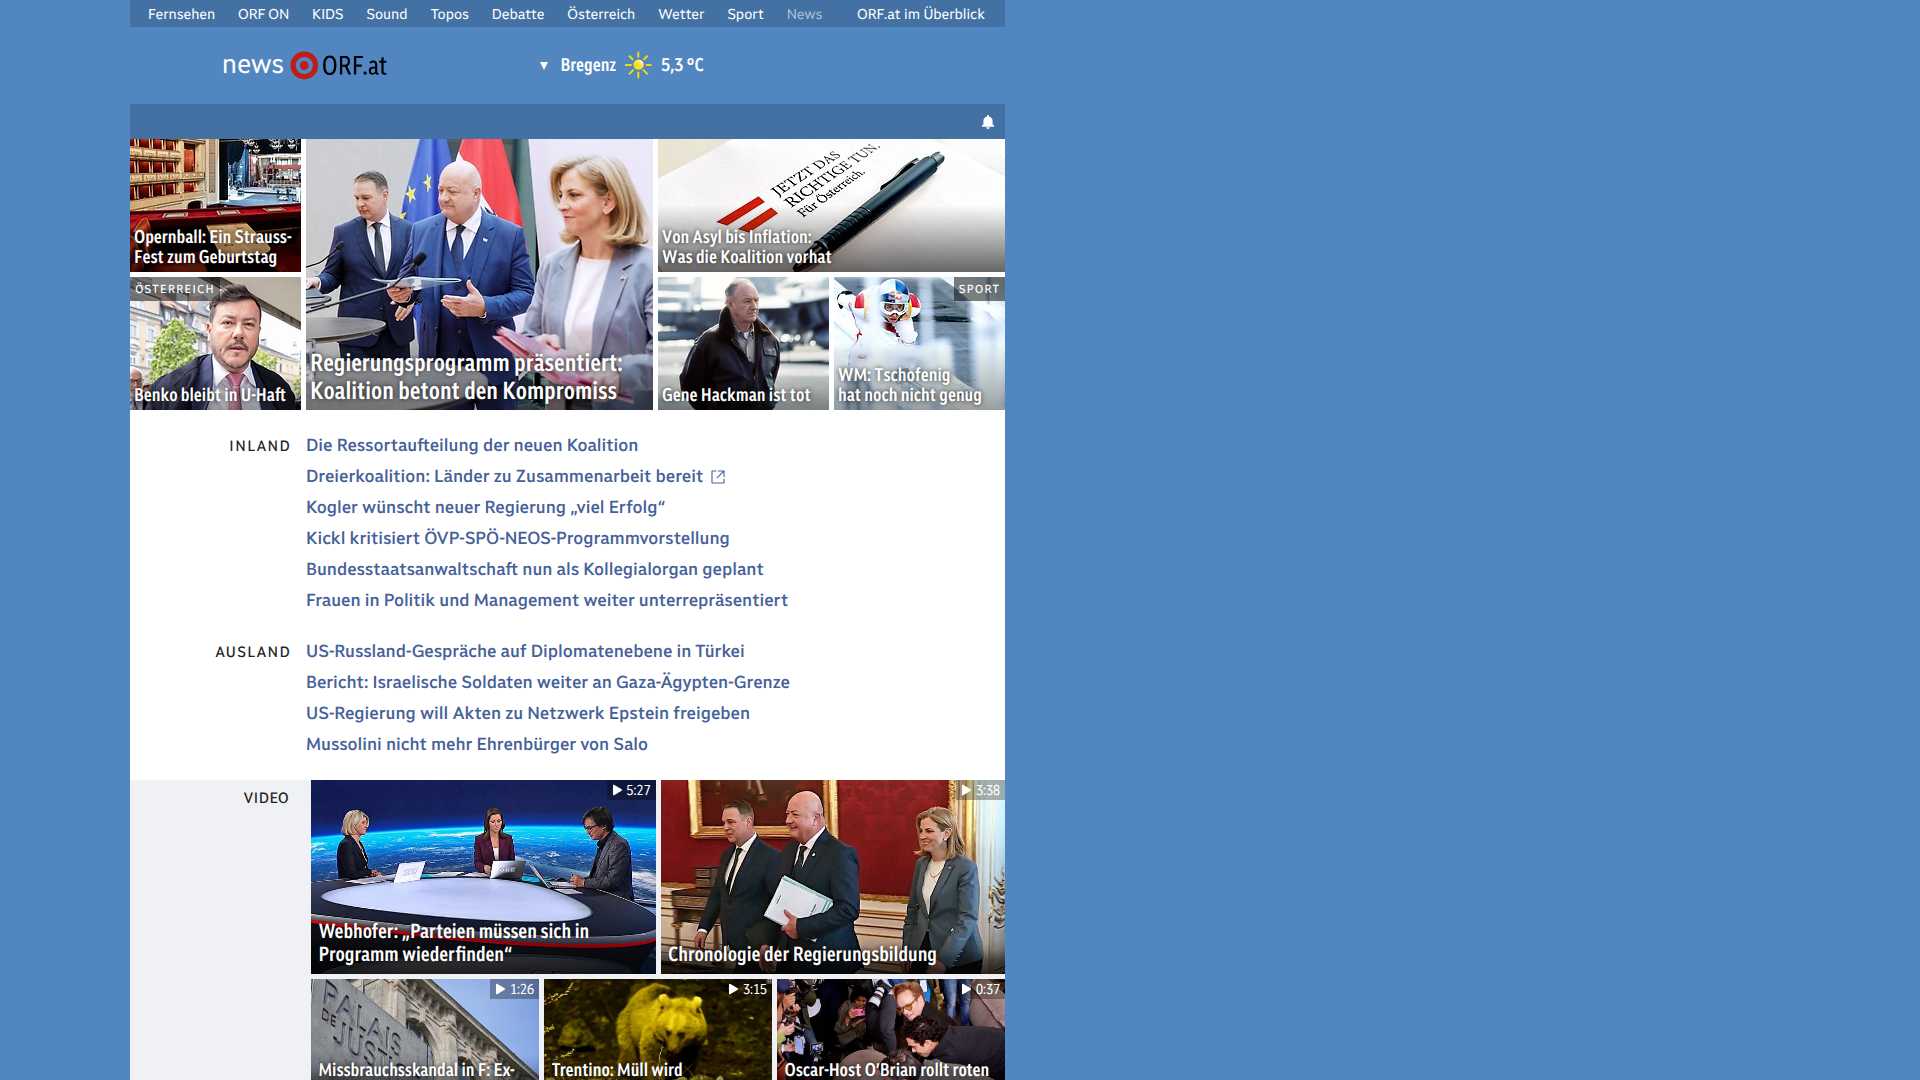 Fernsehen ORF ON KIDS Sound Topos Debatte Österreich Wetter Sport News ORF.at im Überblick
news ORF.at
Bregenz 5,3 °C
Opernball: Ein Strauss-
Fest zum Geburtstag
ÖSTERREICH
Benko bleibt in U-Haft
Regierungsprogramm präsentiert:
Koalition betont den Kompromiss
JETZT DAS
RICHTIGE TUN.
Für Österreich.
Von Asyl bis Inflation:
Was die Koalition vorhat
Gene Hackman ist tot
SPORT
WM: Tschofenig
hat noch nicht genug
INLAND
Die Ressortaufteilung der neuen Koalition
Dreierkoalition: Länder zu Zusammenarbeit bereit
Kogler wünscht neuer Regierung „viel Erfolg“
Kickl kritisiert ÖVP-SPÖ-NEOS-Programmvorstellung
Bundesstaatsanwaltschaft nun als Kollegialorgan geplant
Frauen in Politik und Management weiter unterrepräsentiert
AUSLAND
US-Russland-Gespräche auf Diplomatenebene in Türkei
Bericht: Israelische Soldaten weiter an Gaza-Ägypten-Grenze
US-Regierung will Akten zu Netzwerk Epstein freigeben
Mussolini nicht mehr Ehrenbürger von Salo
VIDEO
5:27
Webhofer: „Parteien müssen sich in
Programm wiederfinden“
3:38
Chronologie der Regierungsbildung
1:26
PALAIS
DE
JUST
Missbrauchsskandal in F: Ex-
3:15
Trentino: Müll wird
0:37
Oscar-Host O’Brian rollt roten